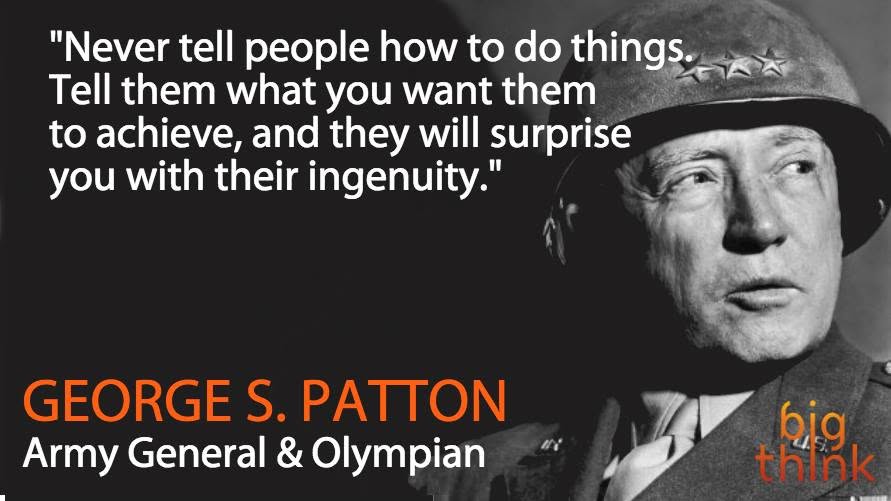 "Never tell people how to do things.
Tell them what you want them
to achieve, and they will surprise
you with their ingenuity."
GEORGE S. PATTON
Army General & Olympian
big
think
U.S.